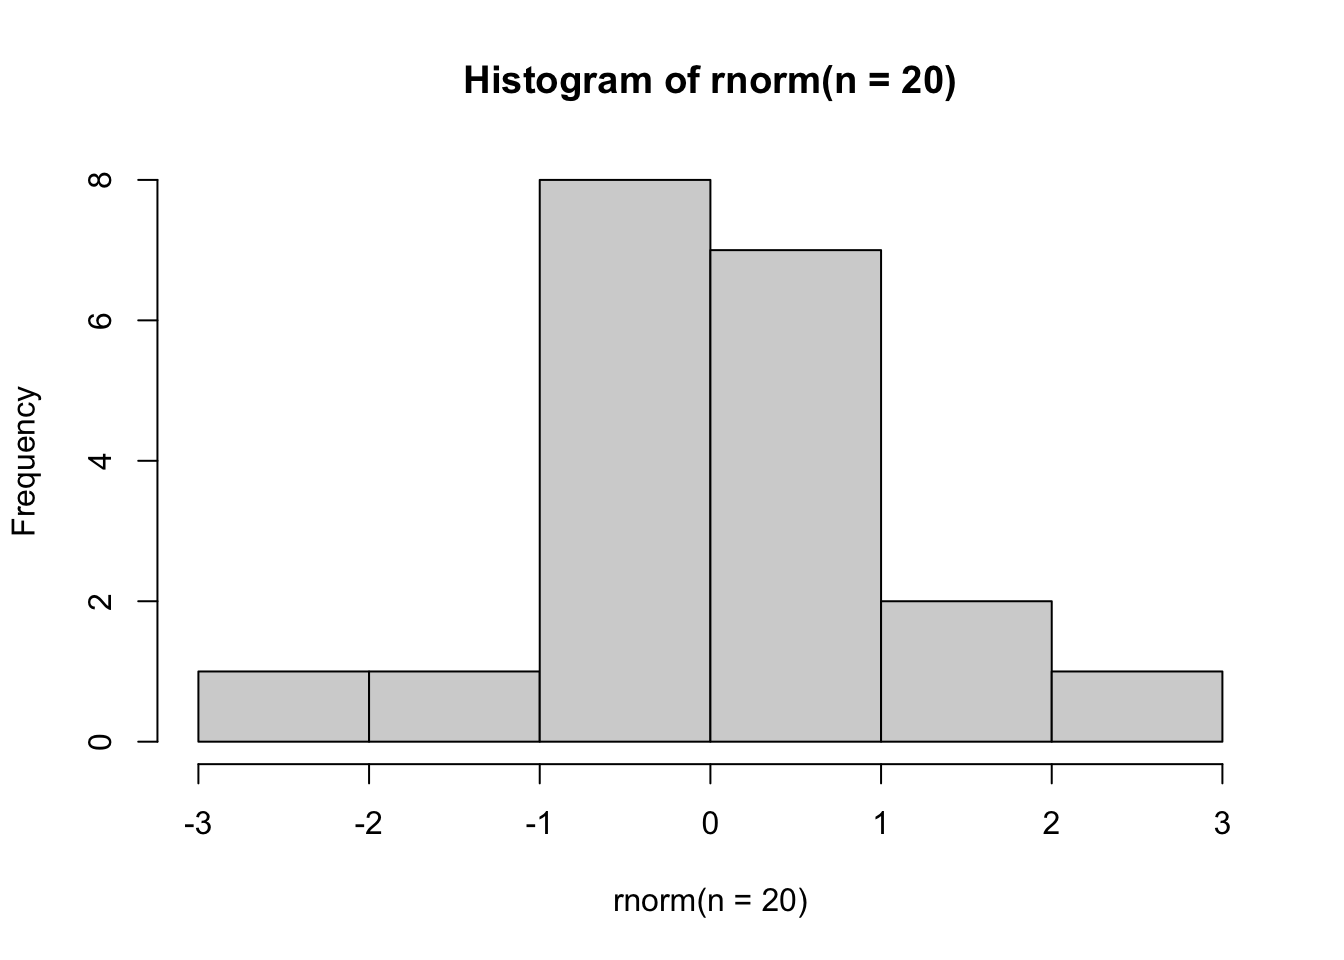 Histogram of rnorm(n = 20)
Frequency
8
6
4
2
0
-3 -2 -1 0 1 2 3
rnorm(n = 20)